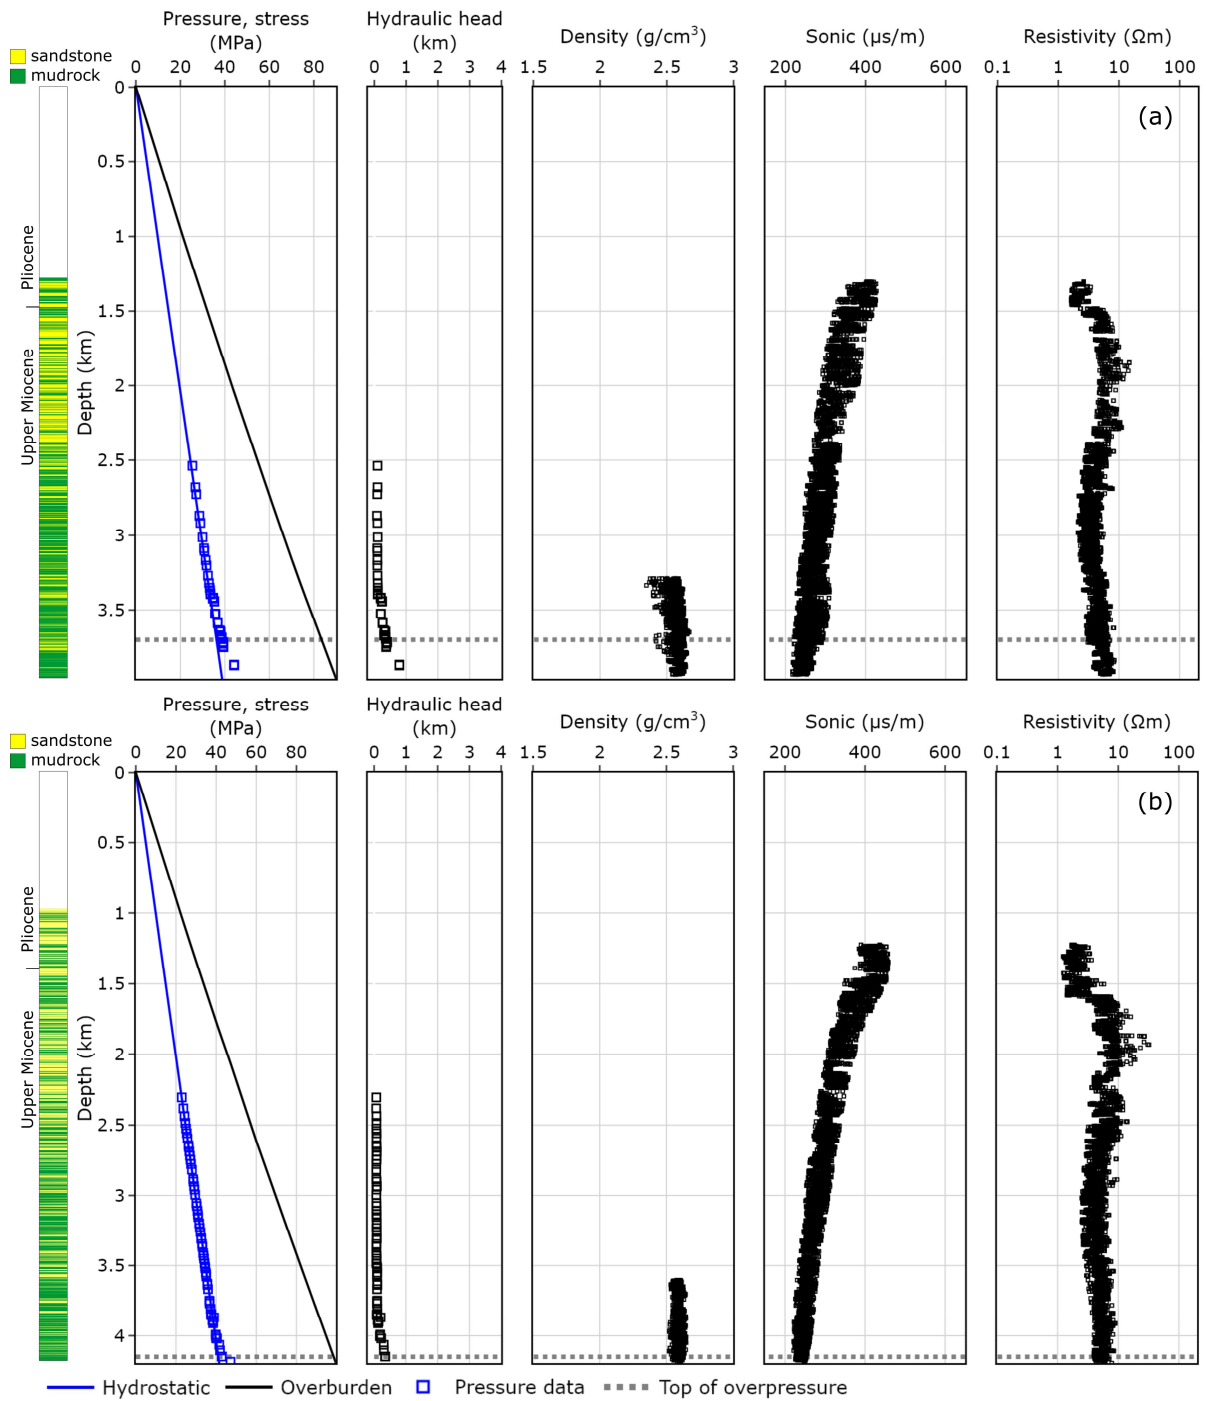 Pressure, stress
(MPa)
Hydraulic head
(km)
Density (g/cm³)
Sonic (μs/m)
Resistivity (Ωm)
sandstone
mudrock
0 20 40 60 80
0 1 2 3 4
1.5 2 2.5 3
200 400 600
0.1 1 10 100
(a)
Pliocene
Upper Miocene
Depth (km)
0
0.5
1
1.5
2
2.5
3
3.5
Pressure, stress
(MPa)
Hydraulic head
(km)
Density (g/cm³)
Sonic (μs/m)
Resistivity (Ωm)
sandstone
mudrock
0 20 40 60 80
0 1 2 3 4
1.5 2 2.5 3
200 400 600
0.1 1 10 100
(b)
Pliocene
Upper Miocene
Depth (km)
0
0.5
1
1.5
2
2.5
3
3.5
4
Hydrostatic
Overburden
Pressure data
Top of overpressure